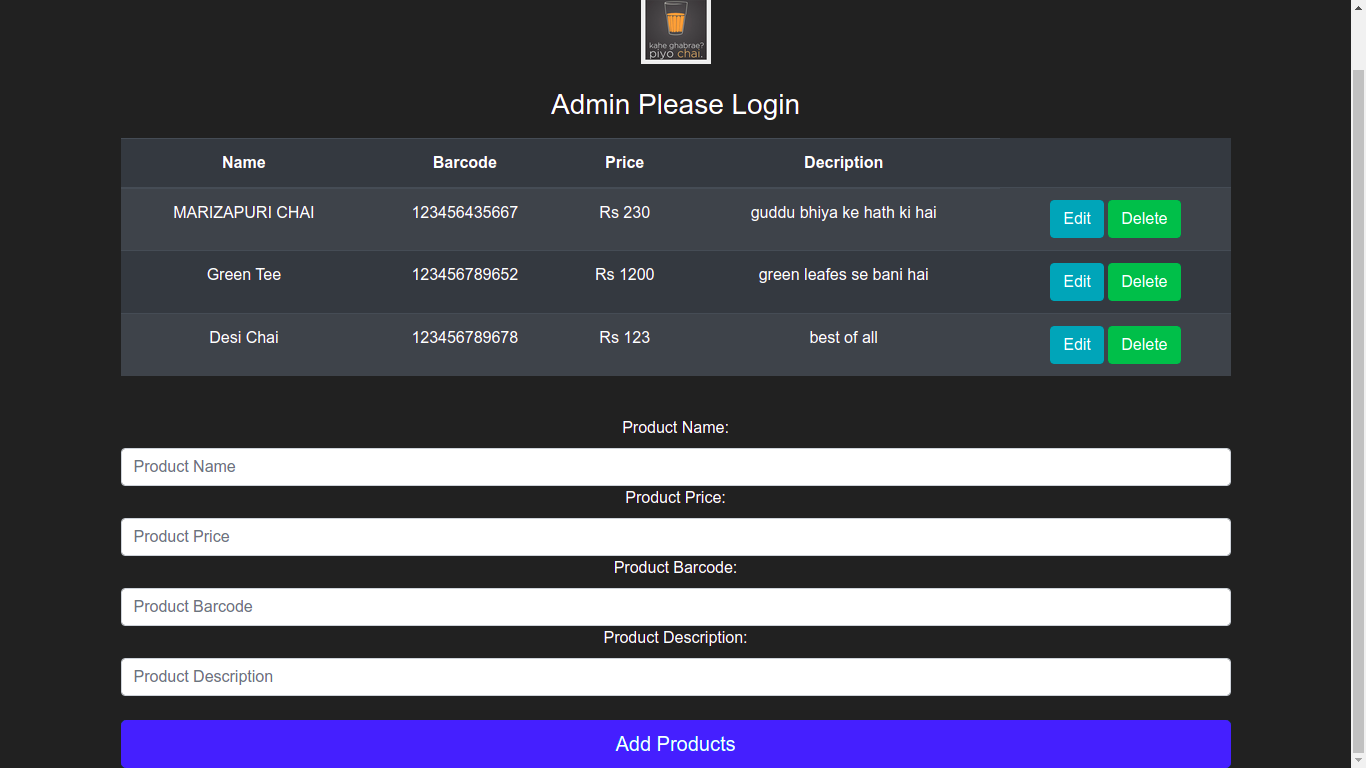 kahe ghabrae?
piyo chai.
Admin Please Login
Name Barcode Price Decription
MARIZAPURI CHAI 123456435667 Rs 230 guddu bhiya ke hath ki hai Edit Delete
Green Tee 123456789652 Rs 1200 green leafes se bani hai Edit Delete
Desi Chai 123456789678 Rs 123 best of all Edit Delete
Product Name:
Product Name
Product Price:
Product Price
Product Barcode:
Product Barcode
Product Description:
Product Description
Add Products